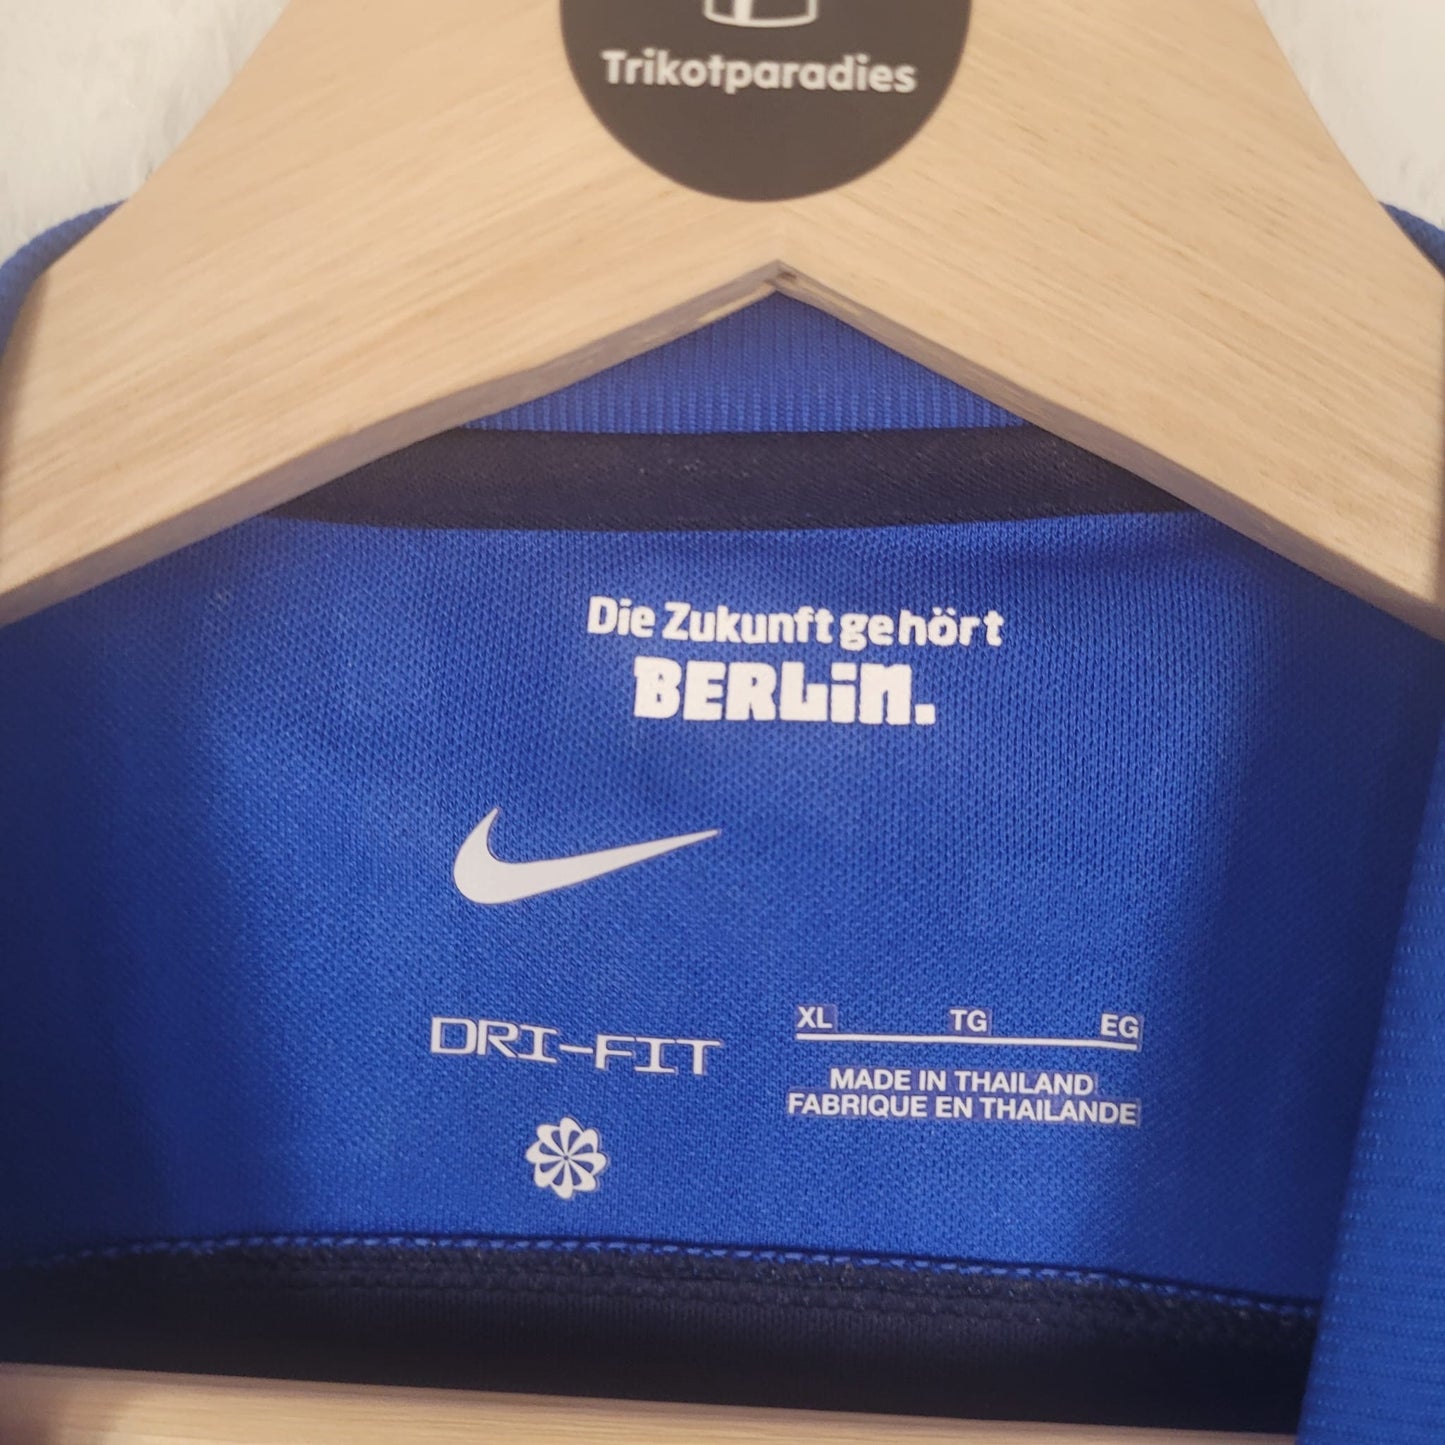 Trikotparadies
Die Zukunft gehört
BERLiN.
DRI-FIT
XL TG EG
MADE IN THAILAND
FABRIQUE EN THAILANDE